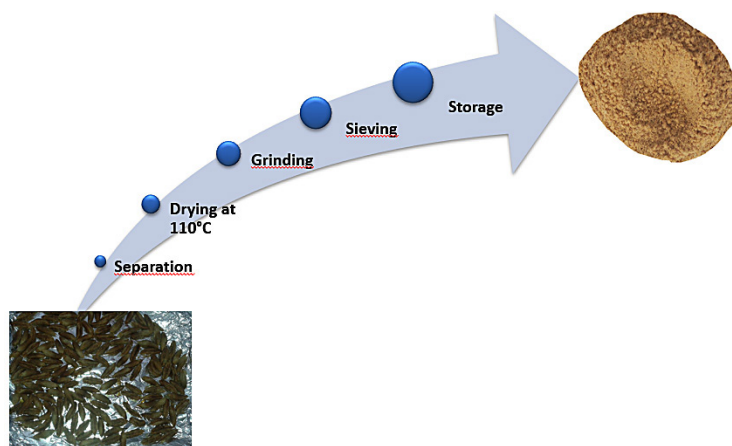 Storage
Sieving
Grinding
Drying at
110°C
Separation